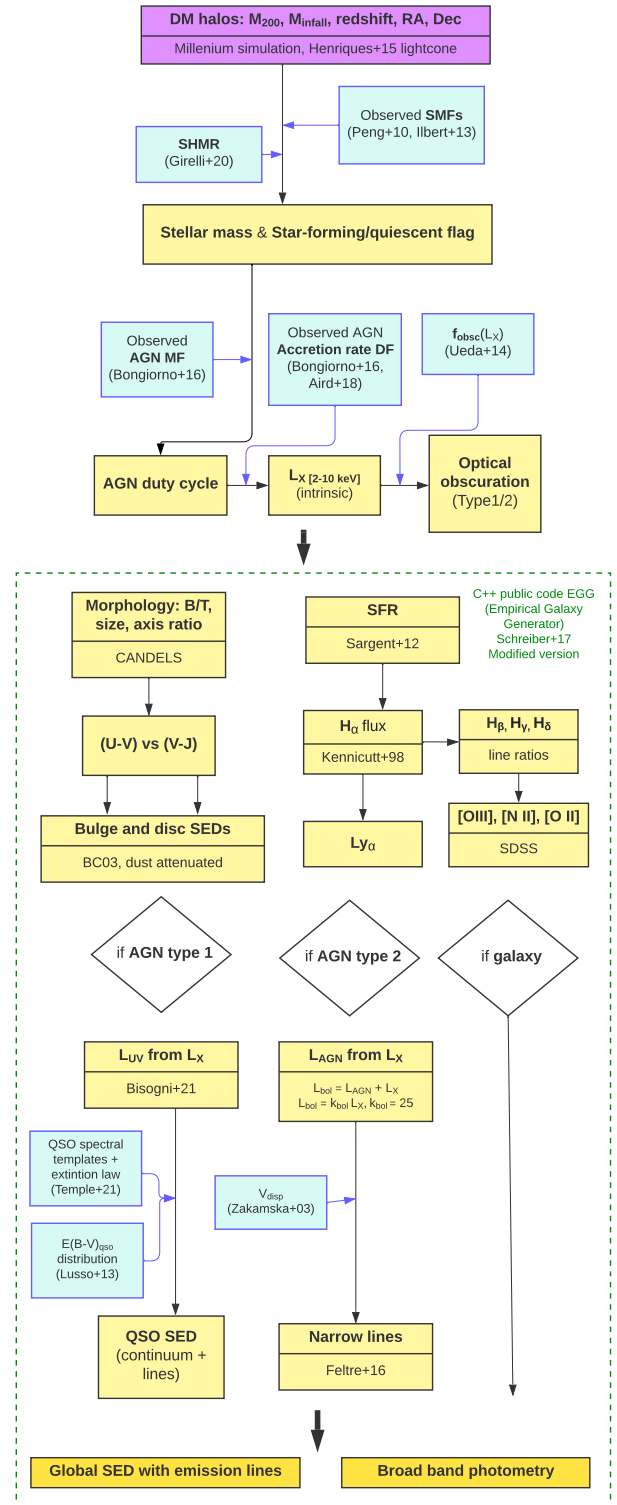 DM halos: M200, Minfall, redshift, RA, Dec
Millenium simulation, Henriques+15 lightcone
Observed SMFs
(Peng+10, Ilbert+13)
SHMR
(Girelli+20)
Stellar mass & Star-forming/quiescent flag
Observed
AGN MF
(Bongiorno+16)
Observed AGN
Accretion rate DF
(Bongiorno+16,
Aird+18)
fobsc(LX)
(Ueda+14)
AGN duty cycle
LX [2-10 keV]
(intrinsic)
Optical
obscuration
(Type1/2)
C++ public code EGG
(Empirical Galaxy
Generator)
Schreiber+17
Modified version
Morphology: B/T,
size, axis ratio
CANDELS
SFR
Sargent+12
(U-V) vs (V-J)
Hα flux
Kennicutt+98
Hβ, Hγ, Hδ
line ratios
Bulge and disc SEDs
BC03, dust attenuated
Lyα
[OIII], [N II], [O II]
SDSS
if AGN type 1
if AGN type 2
if galaxy
LUV from LX
Bisogni+21
LAGN from LX
Lbol = LAGN + LX
Lbol = kbol LX, kbol = 25
QSO spectral
templates +
extintion law
(Temple+21)
Vdisp
(Zakamska+03)
E(B-V)qso
distribution
(Lusso+13)
QSO SED
(continuum +
lines)
Narrow lines
Feltre+16
Global SED with emission lines
Broad band photometry